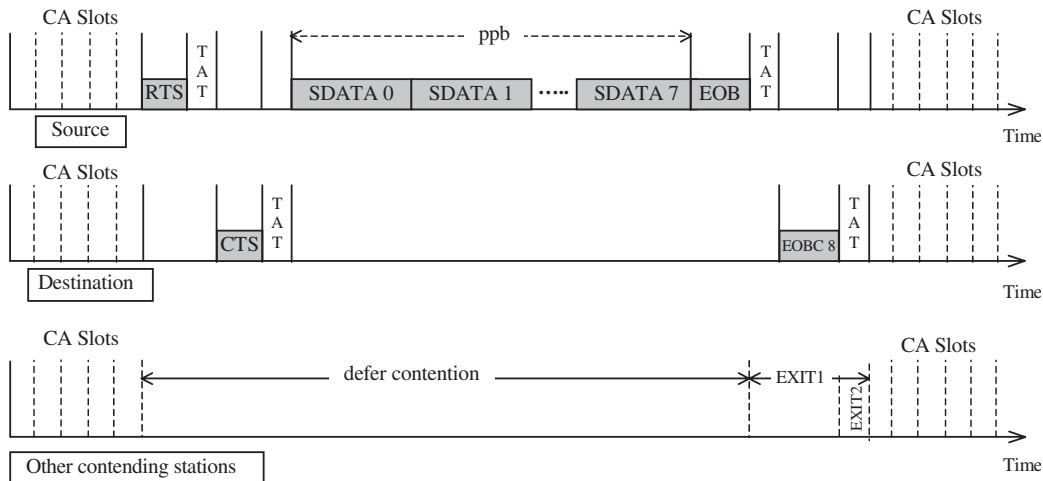 CA Slots
CA Slots
ppb
T
A
T
T
A
T
RTS
SDATA 0
SDATA 1
.....
SDATA 7
EOB
Source
Time
CA Slots
CA Slots
T
A
T
T
A
T
CTS
EOBC 8
Destination
Time
CA Slots
CA Slots
defer contention
EXIT1
EXIT2
Other contending stations
Time